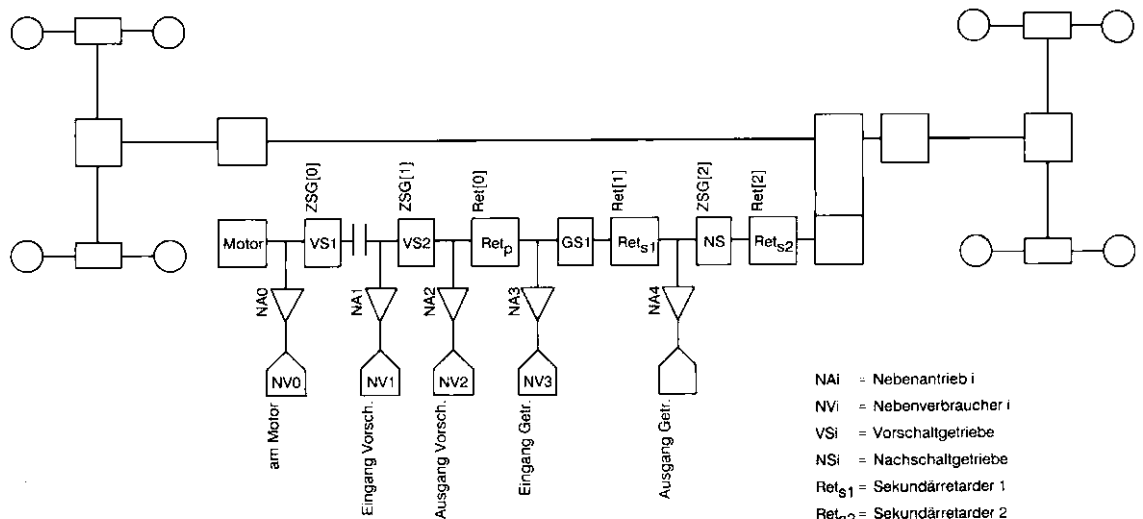 ZSG[0]
ZSG[1]
Ret[0]
Ret[1]
ZSG[2]
Ret[2]
Motor
VS1
VS2
Retp
GS1
Rets1
NS
Rets2
NA0
NA1
NA2
NA3
NA4
NV0
NV1
NV2
NV3
am Motor
Eingang Vorsch.
Ausgang Vorsch.
Eingang Getr.
Ausgang Getr.
NAi = Nebenantrieb i
NVi = Nebenverbraucher i
VSi = Vorschaltgetriebe
NSi = Nachschaltgetriebe
Rets1 = Sekundärretarder 1
Rets2 = Sekundärretarder 2